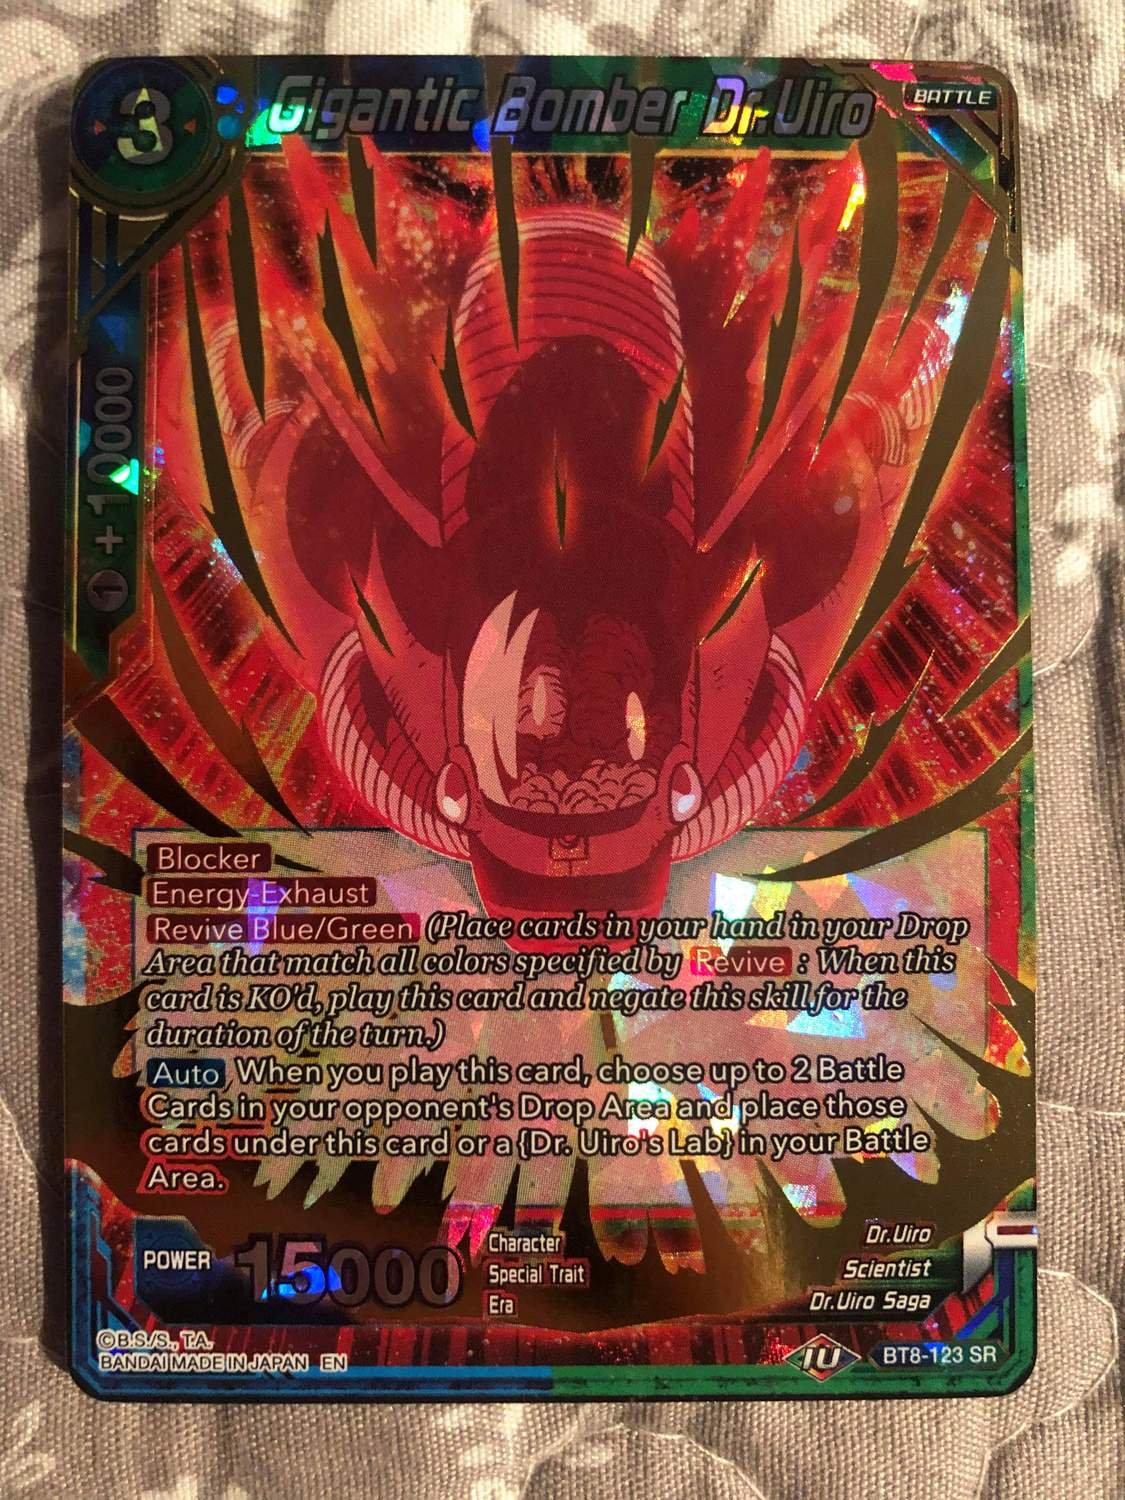 3
Gigantic Bomber Dr.Uiro
BATTLE
1 +10000
Blocker
Energy-Exhaust
Revive Blue/Green (Place cards in your hand in your Drop
Area that match all colors specified by Revive : When this
card is KO'd, play this card and negate this skill for the
duration of the turn.)
Auto When you play this card, choose up to 2 Battle
Cards in your opponent's Drop Area and place those
cards under this card or a {Dr. Uiro's Lab} in your Battle
Area.
POWER 15000
Character Dr.Uiro
Special Trait Scientist
Era Dr.Uiro Saga
©B.S./S., T.A.
BANDAI MADE IN JAPAN EN
IU BT8-123 SR